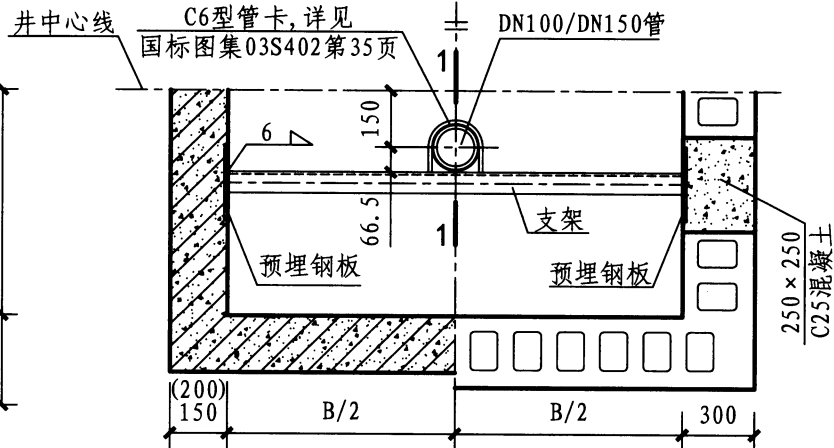 井中心线
C6型管卡,详见
国标图集03S402第35页
DN100/DN150管
1
150
6
66.5
1
支架
预埋钢板
预埋钢板
250×250
C25混凝土
(200)
150
B/2
B/2
300